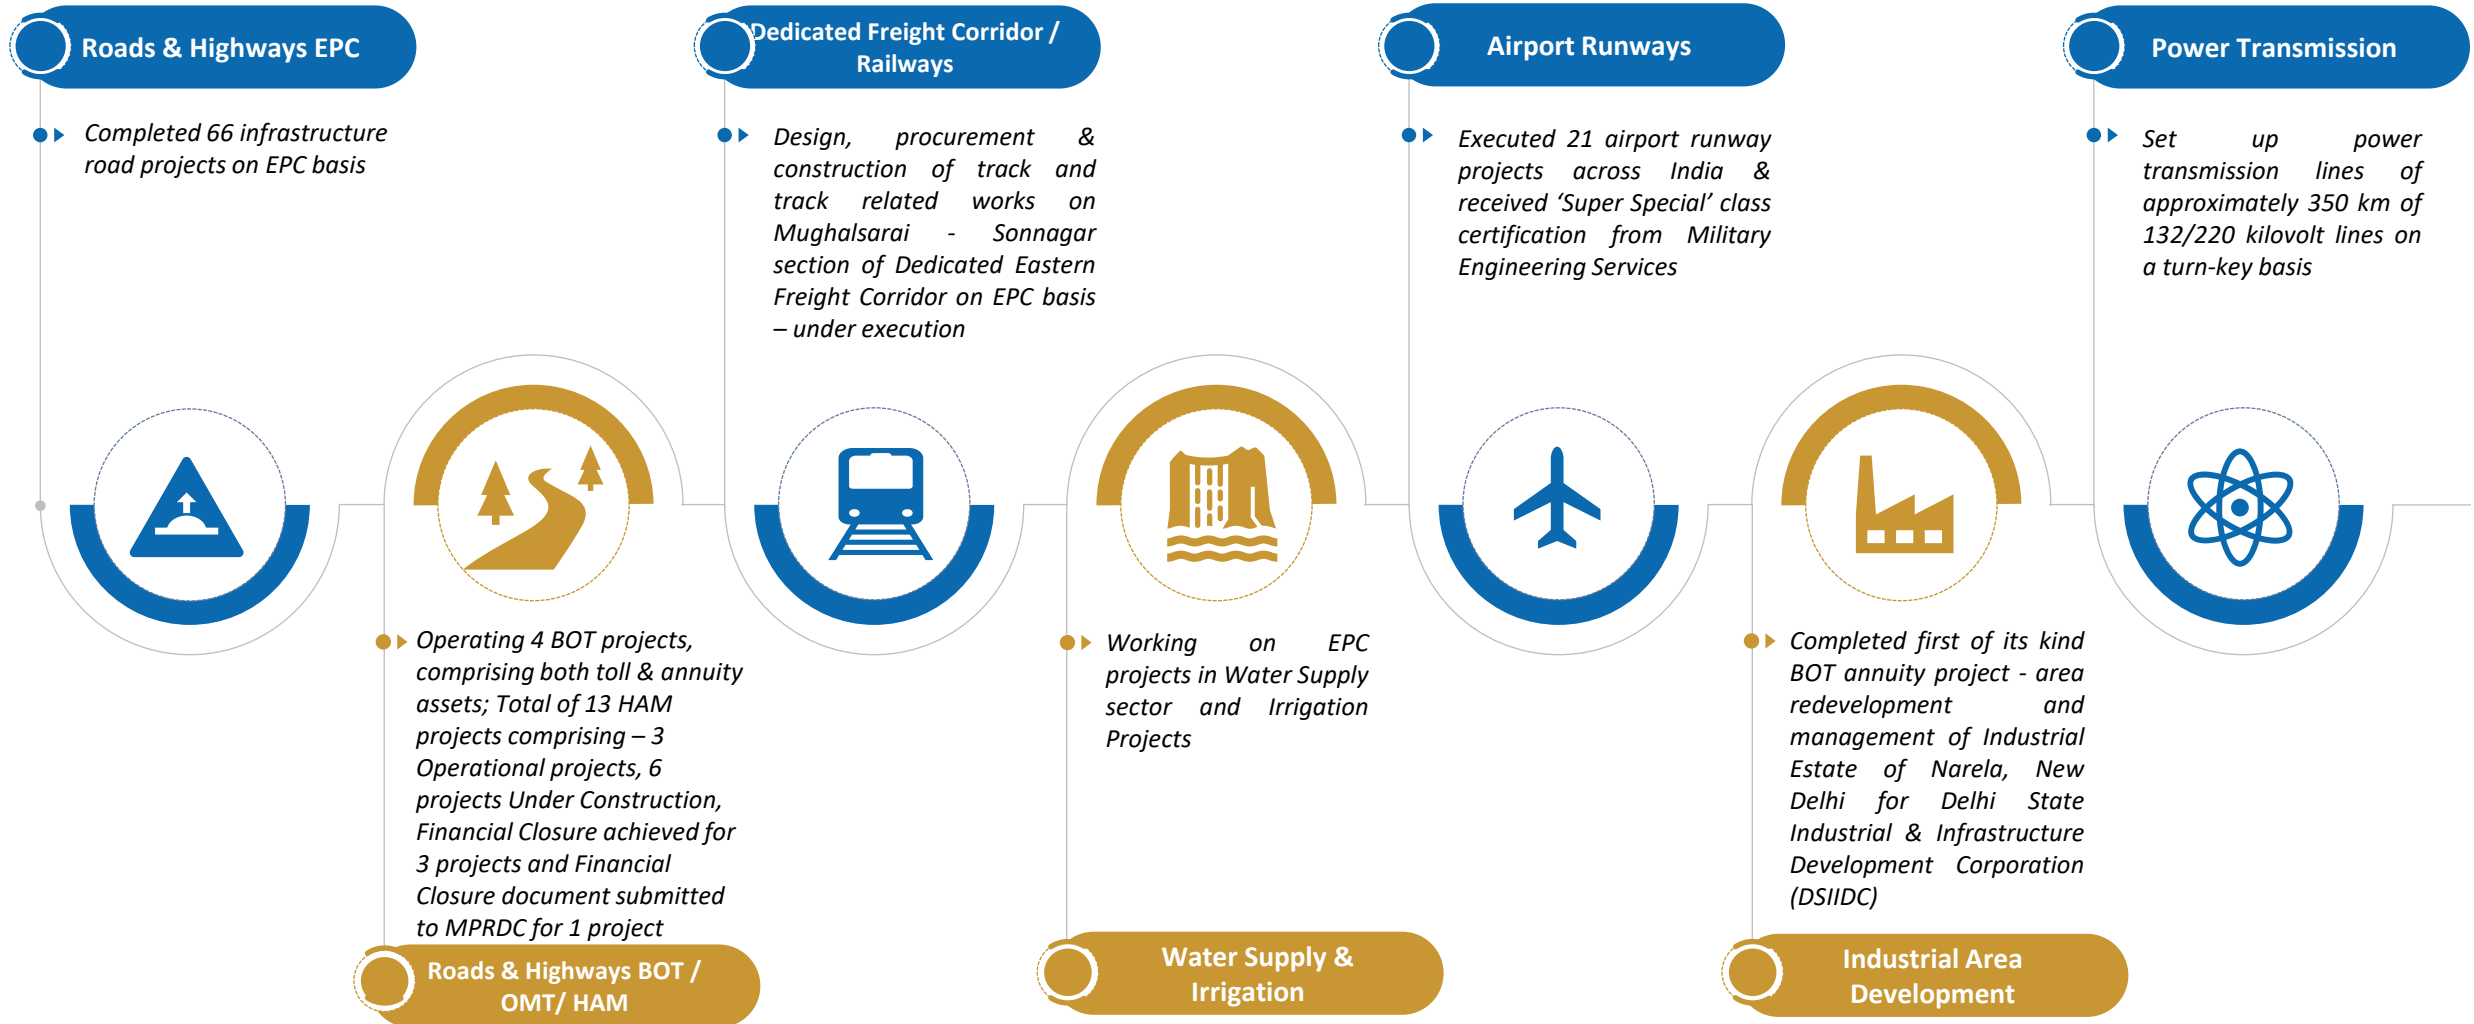 Roads & Highways EPC
Completed 66 infrastructure
road projects on EPC basis
Operating 4 BOT projects,
comprising both toll & annuity
assets; Total of 13 HAM
projects comprising – 3
Operational projects, 6
projects Under Construction,
Financial Closure achieved for
3 projects and Financial
Closure document submitted
to MPRDC for 1 project
Roads & Highways BOT /
OMT/ HAM
Dedicated Freight Corridor /
Railways
Design, procurement &
construction of track and
track related works on
Mughalsarai - Sonnagar
section of Dedicated Eastern
Freight Corridor on EPC basis
– under execution
Working on EPC
projects in Water Supply
sector and Irrigation
Projects
Water Supply &
Irrigation
Airport Runways
Executed 21 airport runway
projects across India &
received ‘Super Special’ class
certification from Military
Engineering Services
Completed first of its kind
BOT annuity project - area
redevelopment and
management of Industrial
Estate of Narela, New
Delhi for Delhi State
Industrial & Infrastructure
Development Corporation
(DSIIDC)
Industrial Area
Development
Power Transmission
Set up power
transmission lines of
approximately 350 km of
132/220 kilovolt lines on
a turn-key basis